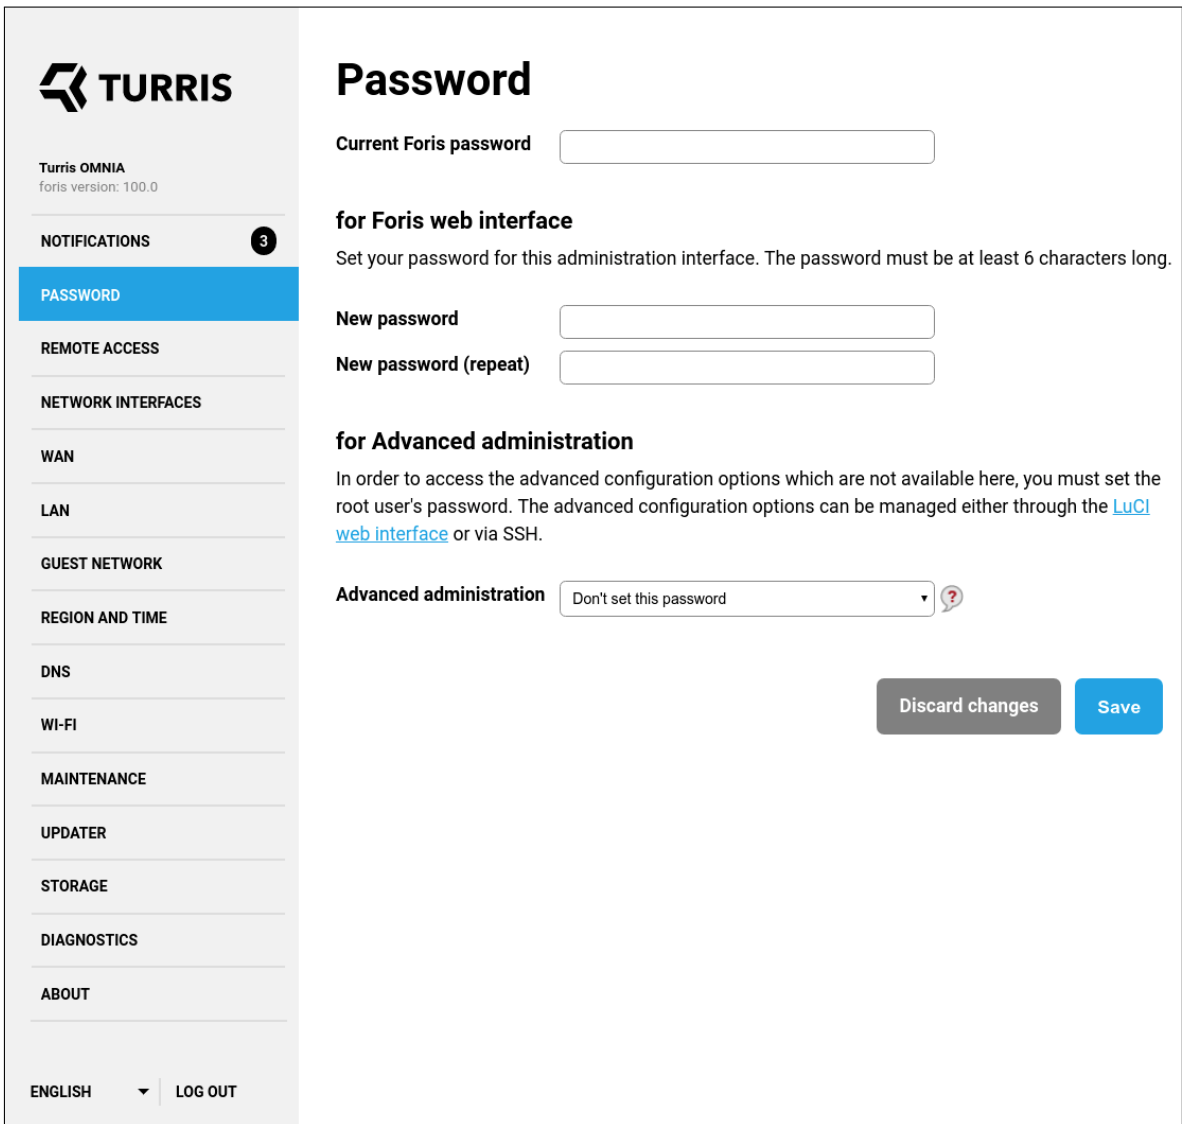 TURRIS
Turris OMNIA
foris version: 100.0
NOTIFICATIONS 3
PASSWORD
REMOTE ACCESS
NETWORK INTERFACES
WAN
LAN
GUEST NETWORK
REGION AND TIME
DNS
WI-FI
MAINTENANCE
UPDATER
STORAGE
DIAGNOSTICS
ABOUT
ENGLISH LOG OUT
Password
Current Foris password
for Foris web interface
Set your password for this administration interface. The password must be at least 6 characters long.
New password
New password (repeat)
for Advanced administration
In order to access the advanced configuration options which are not available here, you must set the
root user's password. The advanced configuration options can be managed either through the LuCI
web interface or via SSH.
Advanced administration Don't set this password ?
Discard changes Save